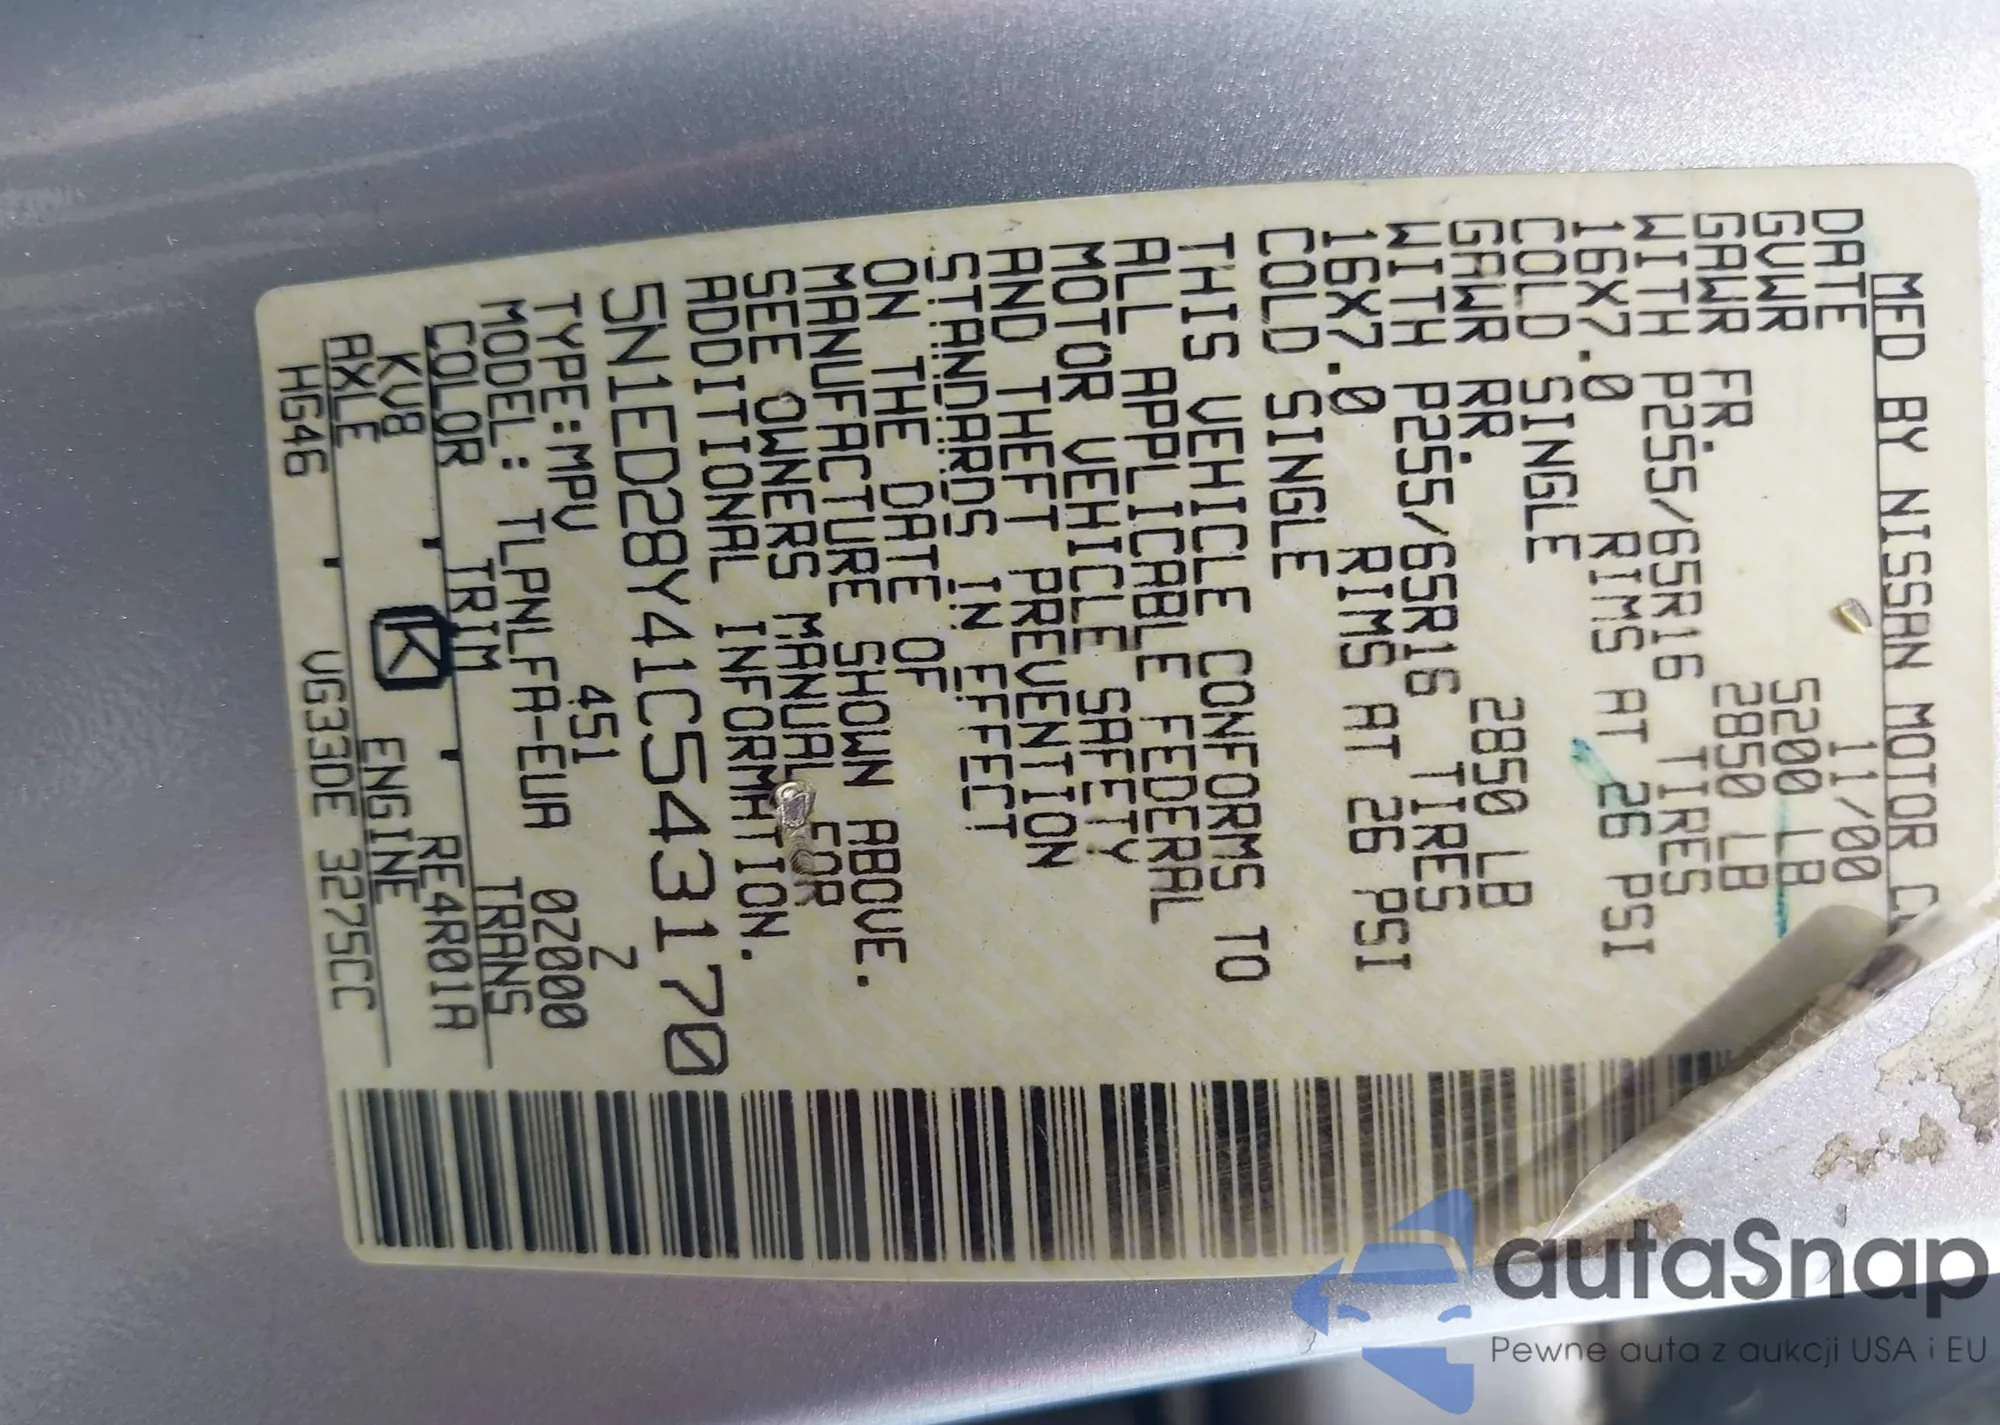 MFD BY NISSAN MOTOR
DATE 11/00
GVWR 5200 LB
GAWR FR. 2850 LB
WITH P255/65R16 TIRES
16X7.0 RIMS AT 26 PSI
COLD SINGLE
GAWR RR. 2850 LB
WITH P255/65R16 TIRES
16X7.0 RIMS AT 26 PSI
COLD SINGLE
THIS VEHICLE CONFORMS TO
ALL APPLICABLE FEDERAL
MOTOR VEHICLE SAFETY
AND THEFT PREVENTION
STANDARDS IN EFFECT
ON THE DATE OF
MANUFACTURE SHOWN ABOVE.
SEE OWNERS MANUAL FOR
ADDITIONAL INFORMATION.
5N1ED28Y41C543170
TYPE:MPV 451 Z
MODEL: TLPNLFA-EUA 02000
COLOR TRIM TRANS
KV8 K RE4R01A
AXLE ENGINE
HG46 VG33DE 3275CC
autaSnap
Pewne auta z aukcji USA i EU